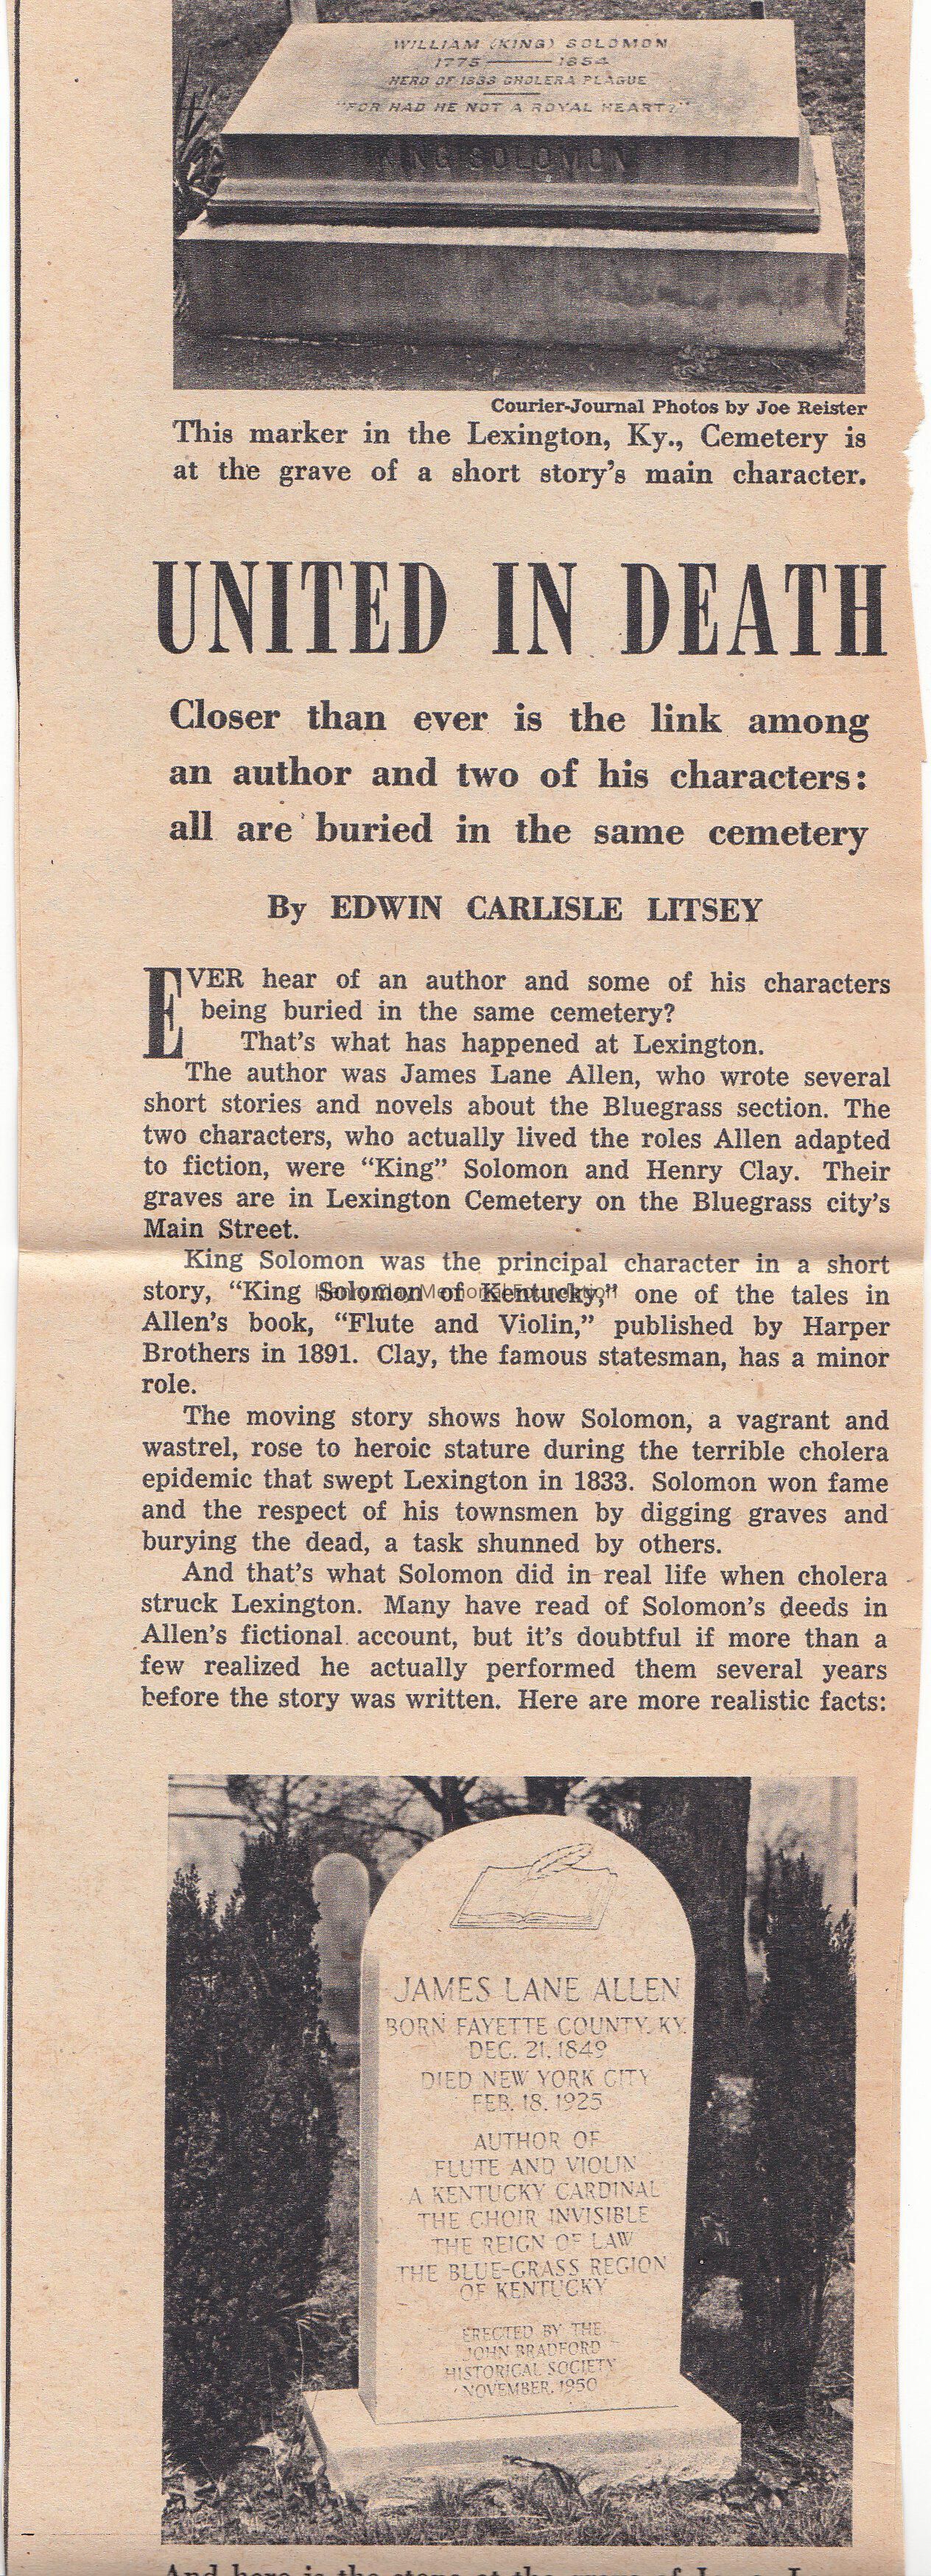 WILLIAM (KING) SOLOMON
1775 — 1854
HERO OF 1833 CHOLERA PLAGUE
"FOR HAD HE NOT A ROYAL HEART?"
KING SOLOMON
Courier-Journal Photos by Joe Reister
This marker in the Lexington, Ky., Cemetery is
at the grave of a short story's main character.
UNITED IN DEATH
Closer than ever is the link among
an author and two of his characters:
all are buried in the same cemetery
By EDWIN CARLISLE LITSEY
EVER hear of an author and some of his characters
being buried in the same cemetery?
That's what has happened at Lexington.
The author was James Lane Allen, who wrote several
short stories and novels about the Bluegrass section. The
two characters, who actually lived the roles Allen adapted
to fiction, were "King" Solomon and Henry Clay. Their
graves are in Lexington Cemetery on the Bluegrass city's
Main Street.
King Solomon was the principal character in a short
story, "King Solomon of Kentucky," one of the tales in
Henry Clay Memorial Foundation
Allen's book, "Flute and Violin," published by Harper
Brothers in 1891. Clay, the famous statesman, has a minor
role.
The moving story shows how Solomon, a vagrant and
wastrel, rose to heroic stature during the terrible cholera
epidemic that swept Lexington in 1833. Solomon won fame
and the respect of his townsmen by digging graves and
burying the dead, a task shunned by others.
And that's what Solomon did in real life when cholera
struck Lexington. Many have read of Solomon's deeds in
Allen's fictional account, but it's doubtful if more than a
few realized he actually performed them several years
before the story was written. Here are more realistic facts:
JAMES LANE ALLEN
BORN FAYETTE COUNTY, KY.
DEC. 21, 1849
DIED NEW YORK CITY
FEB. 18, 1925
AUTHOR OF
FLUTE AND VIOLIN
A KENTUCKY CARDINAL
THE CHOIR INVISIBLE
THE REIGN OF LAW
THE BLUE-GRASS REGION
OF KENTUCKY
ERECTED BY THE
JOHN BRADFORD
HISTORICAL SOCIETY
NOVEMBER, 1950
And here is the stone at the grave of